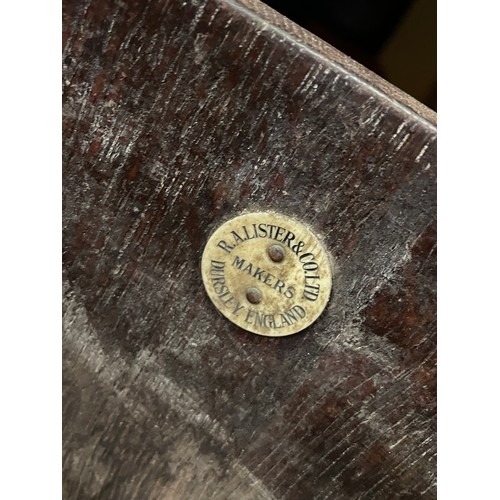 R.A.LISTER & CO. LTD
MAKERS
DURSLEY, ENGLAND